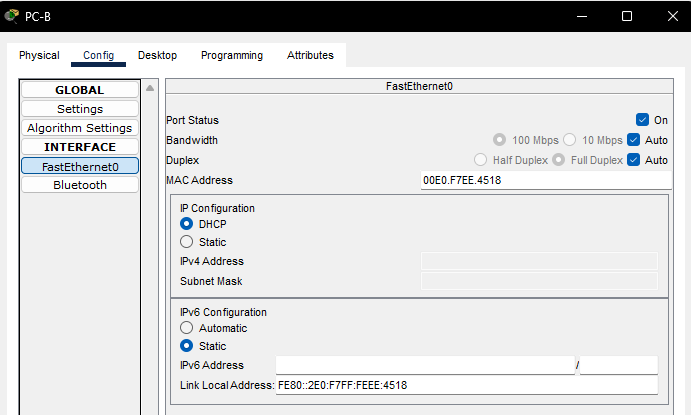 PC-B
Physical Config Desktop Programming Attributes
GLOBAL
Settings
Algorithm Settings
INTERFACE
FastEthernet0
Bluetooth
FastEthernet0
Port Status On
Bandwidth 100 Mbps 10 Mbps Auto
Duplex Half Duplex Full Duplex Auto
MAC Address 00E0.F7EE.4518
IP Configuration
DHCP
Static
IPv4 Address
Subnet Mask
IPv6 Configuration
Automatic
Static
IPv6 Address /
Link Local Address: FE80::2E0:F7FF:FEEE:4518